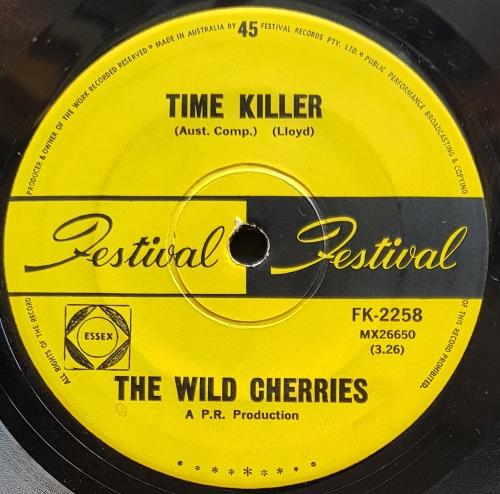 PRODUCER & OWNER OF THE WORK RECORDED RESERVED ✶ MADE IN AUSTRALIA BY 45 FESTIVAL RECORDS PTY. LTD. ✶ PUBLIC PERFORMANCE BROADCASTING & COPYING
OF THIS RECORD PROHIBITED.
ALL RIGHTS OF THE RECORD
TIME KILLER
(Aust. Comp.) (Lloyd)
Festival Festival
ESSEX
FK-2258
MX26650
(3.26)
THE WILD CHERRIES
A P.R. Production